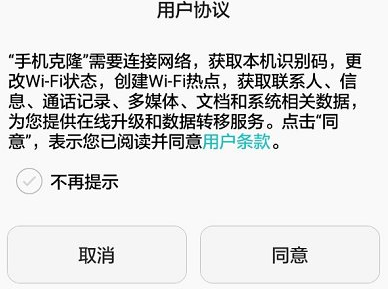 用户协议
“手机克隆”需要连接网络，获取本机识别码，更
改Wi-Fi状态，创建Wi-Fi热点，获取联系人、信
息、通话记录、多媒体、文档和系统相关数据，
为您提供在线升级和数据转移服务。点击“同
意”，表示您已阅读并同意用户条款。
不再提示
取消 同意